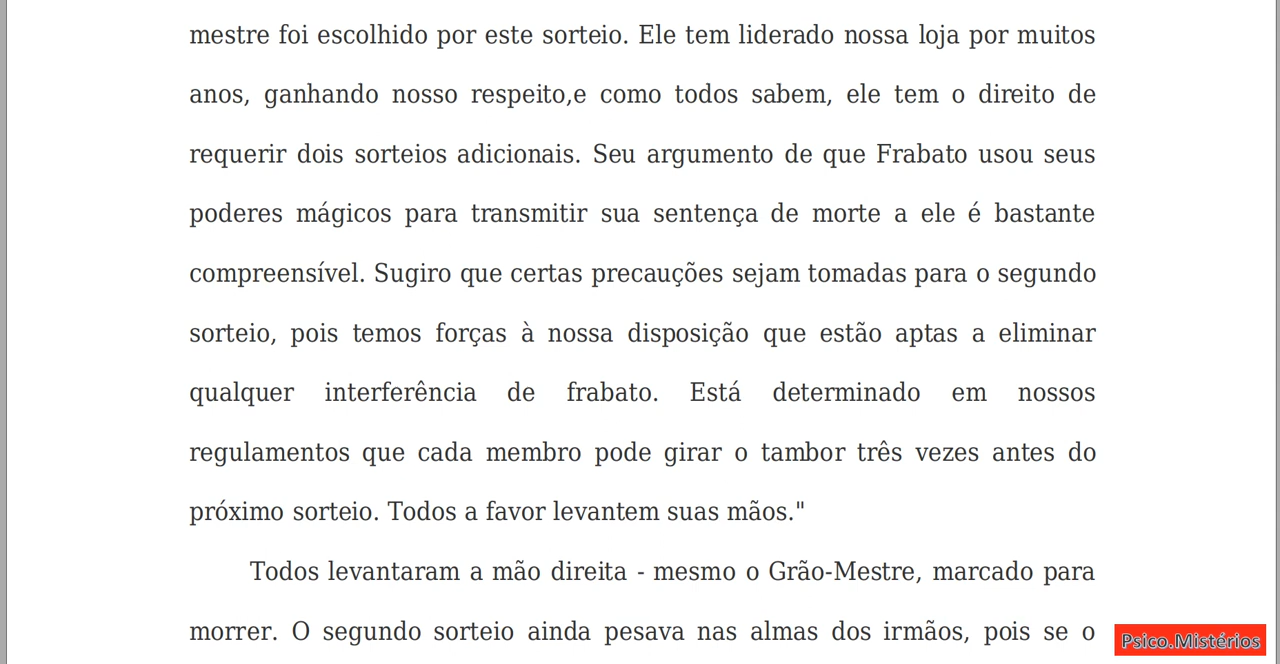 mestre foi escolhido por este sorteio. Ele tem liderado nossa loja por muitos
anos, ganhando nosso respeito,e como todos sabem, ele tem o direito de
requerir dois sorteios adicionais. Seu argumento de que Frabato usou seus
poderes mágicos para transmitir sua sentença de morte a ele é bastante
compreensível. Sugiro que certas precauções sejam tomadas para o segundo
sorteio, pois temos forças à nossa disposição que estão aptas a eliminar
qualquer interferência de frabato. Está determinado em nossos
regulamentos que cada membro pode girar o tambor três vezes antes do
próximo sorteio. Todos a favor levantem suas mãos."
Todos levantaram a mão direita - mesmo o Grão-Mestre, marcado para
morrer. O segundo sorteio ainda pesava nas almas dos irmãos, pois se o
Psico.Mistérios